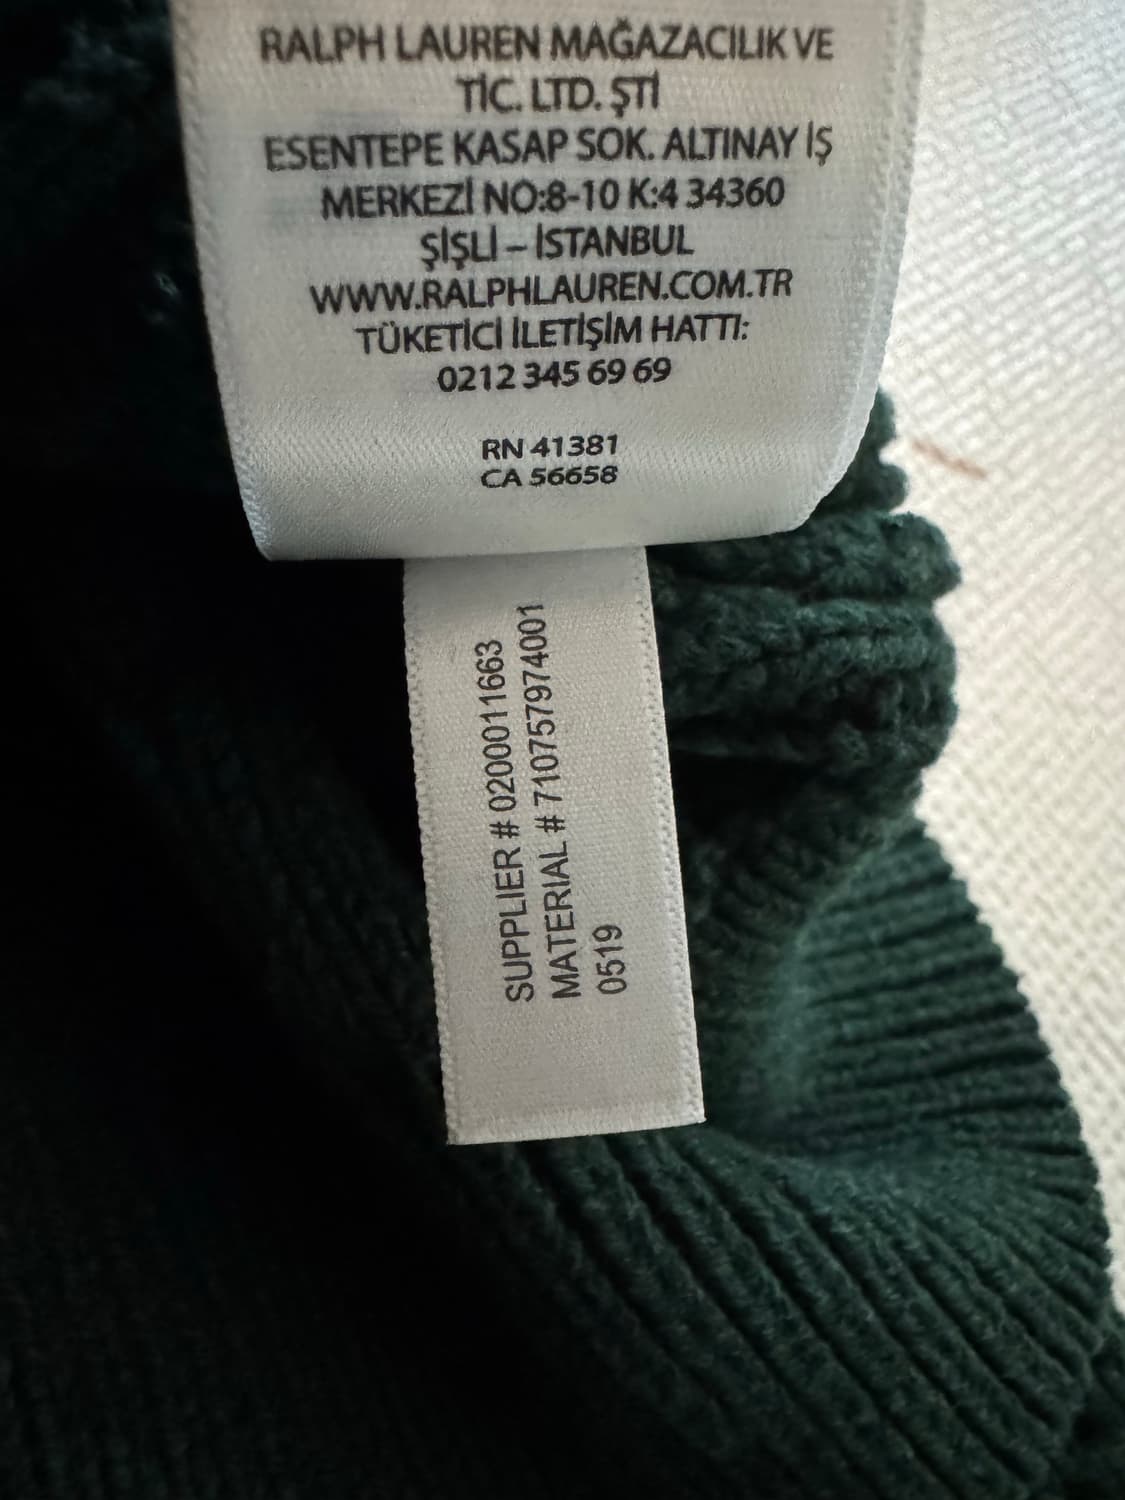 RALPH LAUREN MAĞAZACILIK VE
TİC. LTD. ŞTİ
ESENTEPE KASAP SOK. ALTINAY İŞ
MERKEZİ NO:8-10 K:4 34360
ŞİŞLİ – İSTANBUL
WWW.RALPHLAUREN.COM.TR
TÜKETİCİ İLETİŞİM HATTI:
0212 345 69 69
RN 41381
CA 56658
SUPPLIER # 0200011663
MATERIAL # 710757974001
0519